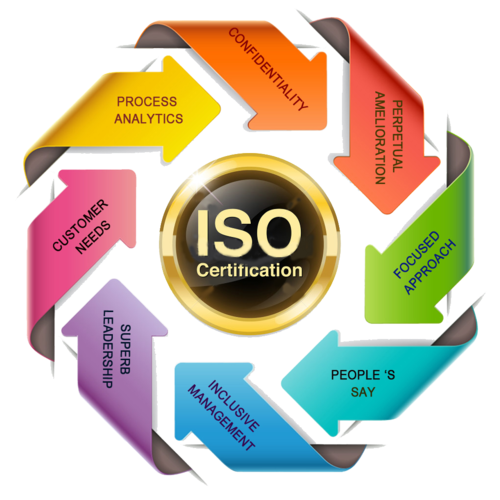 CONFIDENTIALITY
PERPETUAL
AMELIORATION
FOCUSED
APPROACH
PEOPLE 'S
SAY
INCLUSIVE
MANAGEMENT
SUPERB
LEADERSHIP
CUSTOMER
NEEDS
PROCESS
ANALYTICS
ISO
Certification